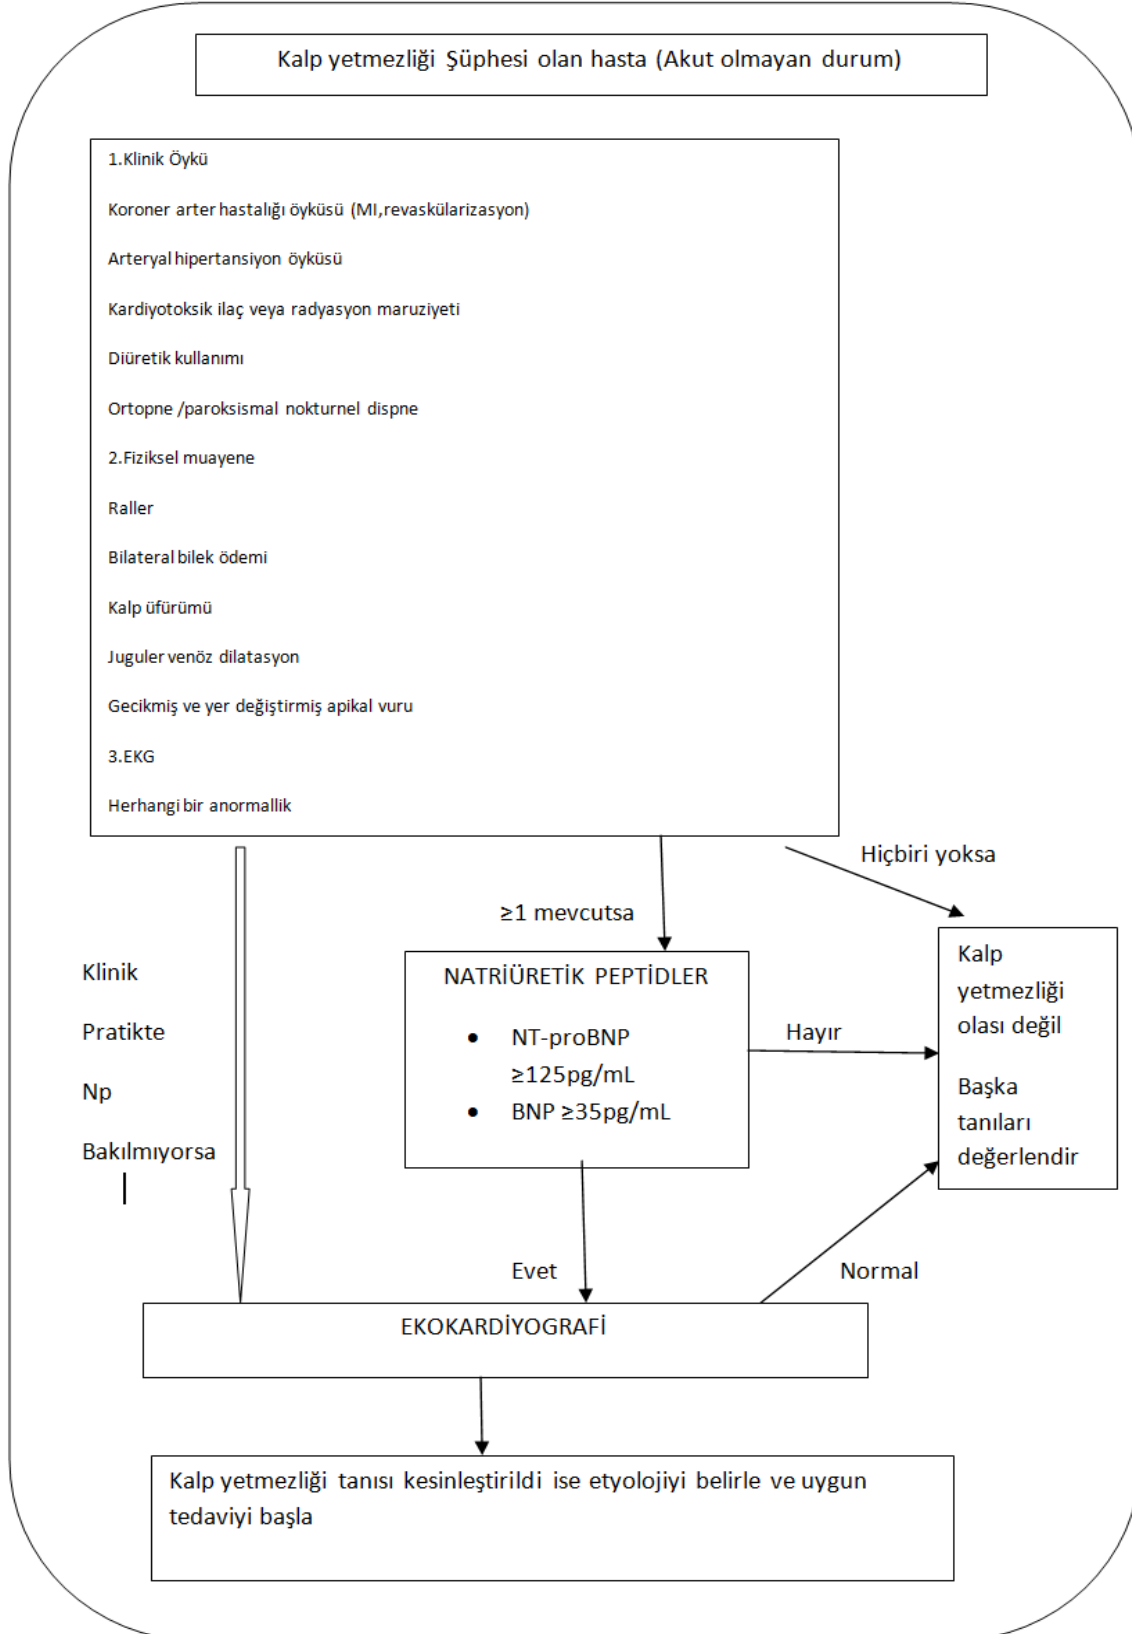 Kalp yetmezliği Şüphesi olan hasta (Akut olmayan durum)
1.Klinik Öykü
Koroner arter hastalığı öyküsü (MI,revaskülarizasyon)
Arteryal hipertansiyon öyküsü
Kardiyotoksik ilaç veya radyasyon maruziyeti
Diüretik kullanımı
Ortopne /paroksismal nokturnel dispne
2.Fiziksel muayene
Raller
Bilateral bilek ödemi
Kalp üfürümü
Juguler venöz dilatasyon
Gecikmiş ve yer değiştirmiş apikal vuru
3.EKG
Herhangi bir anormallik
Hiçbiri yoksa
≥1 mevcutsa
Klinik
Pratikte
Np
Bakılmıyorsa
NATRİÜRETİK PEPTİDLER
• NT-proBNP
≥125pg/mL
• BNP ≥35pg/mL
Hayır
Kalp
yetmezliği
olası değil
Başka
tanıları
değerlendir
Evet
Normal
EKOKARDİYOGRAFİ
Kalp yetmezliği tanısı kesinleştirildi ise etyolojiyi belirle ve uygun
tedaviyi başla